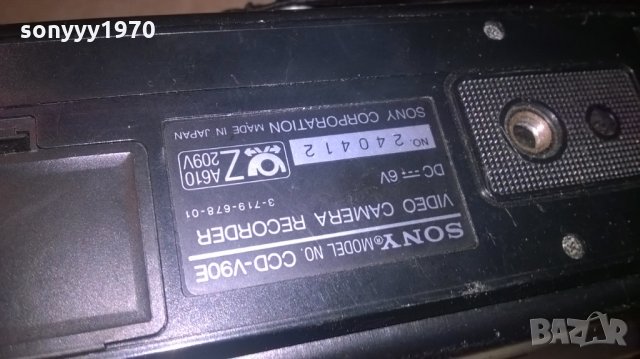 sonyyy1970
SONY® MODEL NO. CCD-V90E
VIDEO CAMERA RECORDER
3-719-678-01
DC ⎓ 6V
A610
209V
NO. 240412
SONY CORPORATION MADE IN JAPAN
BAZAR